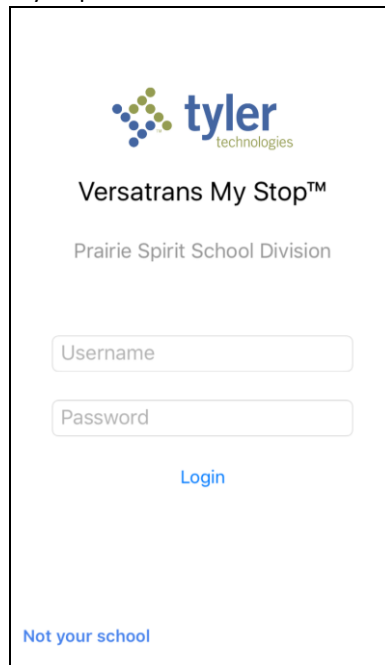 tyler
technologies
Versatrans My Stop™
Prairie Spirit School Division
Username
Password
Login
Not your school